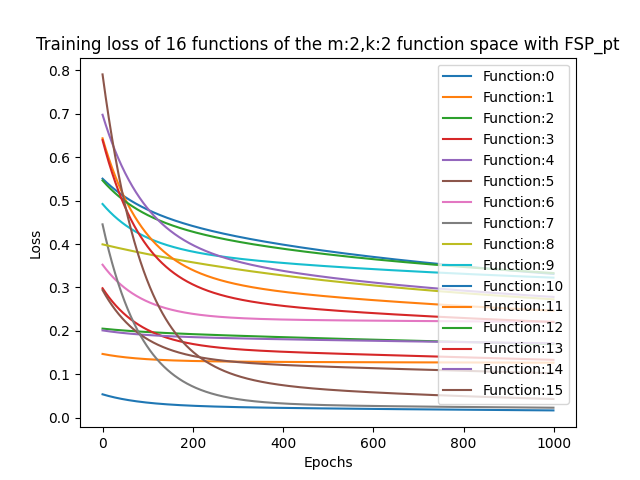 Training loss of 16 functions of the m:2,k:2 function space with FSP_pt
Loss
0.8
0.7
0.6
0.5
0.4
0.3
0.2
0.1
0.0
Function:0
Function:1
Function:2
Function:3
Function:4
Function:5
Function:6
Function:7
Function:8
Function:9
Function:10
Function:11
Function:12
Function:13
Function:14
Function:15
0 200 400 600 800 1000
Epochs